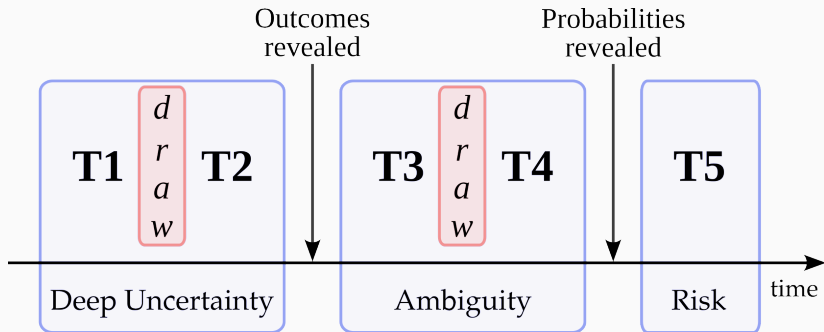 Outcomes
revealed
Probabilities
revealed
T1
d
r
a
w
T2
T3
d
r
a
w
T4
T5
time
Deep Uncertainty
Ambiguity
Risk